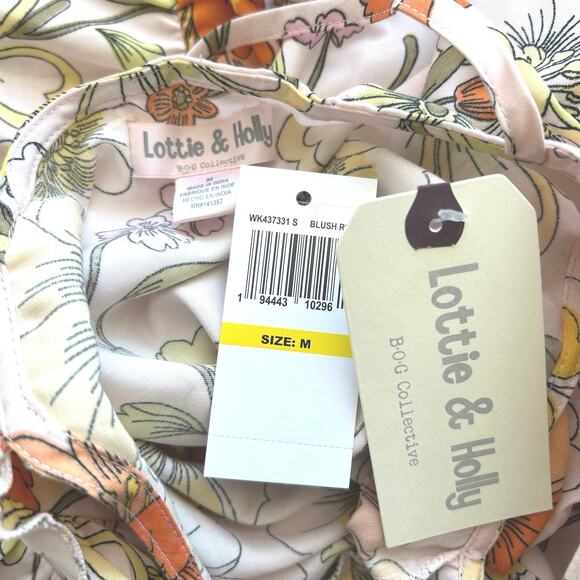 Lottie & Holly
B·O·G Collective
M
MADE IN INDIA
FABRIQUE EN INDE
HECHO EN INDIA
RN#141357
WK437331 S BLUSH
1 94443 10296
SIZE: M
Lottie & Holly
B·O·G Collective